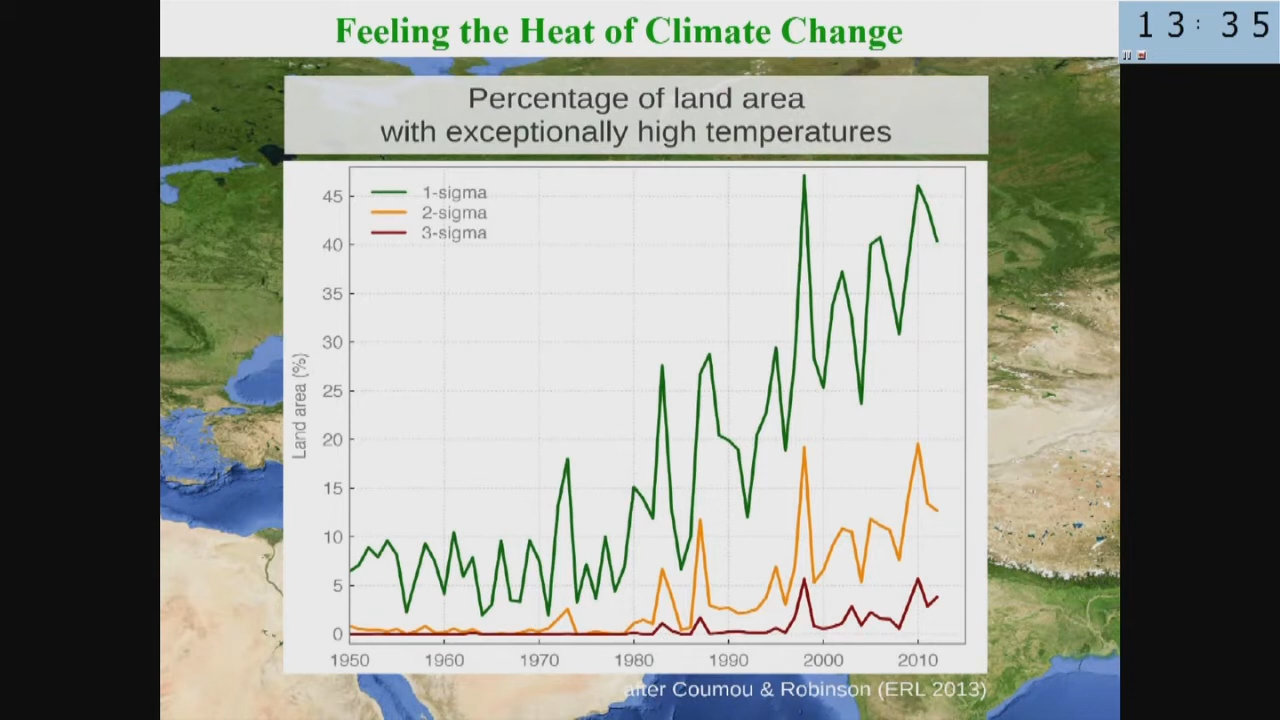 Feeling the Heat of Climate Change
13:35
Percentage of land area
with exceptionally high temperatures
1-sigma
2-sigma
3-sigma
Land area (%)
45
40
35
30
25
20
15
10
5
0
1950 1960 1970 1980 1990 2000 2010
after Coumou & Robinson (ERL 2013)